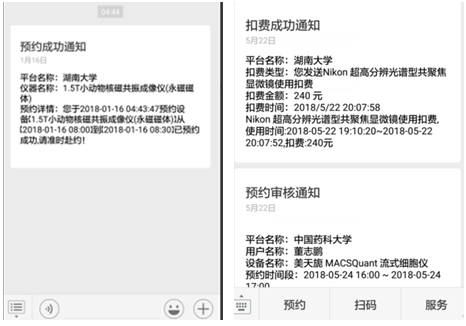 04:44
预约成功通知
1月16日
平台名称：湖南大学
仪器名称：1.5T小动物核磁共振成像仪(永磁磁
体)
预约详情：您于2018-01-16 04:43:47预约设
备【1.5T小动物核磁共振成像仪(永磁磁体)】从
【2018-01-16 08:00】到【2018-01-16 08:30】已预约
成功,请准时赴约！
扣费成功通知
5月22日
平台名称：湖南大学
扣费类型：您发送Nikon 超高分辨光谱型共聚焦
显微镜使用扣费
扣费金额：240 元
扣费时间：2018/5/22 20:07:58
Nikon 超高分辨光谱型共聚焦显微镜使用扣费,
使用时间:2018-05-22 19:10:20~2018-05-22
20:07:52,扣费:240元
预约审核通知
5月22日
平台名称：中国药科大学
用户名称：董志鹏
设备名称：美天旎 MACSQuant 流式细胞仪
预约时间段：2018-05-24 16:00 ~ 2018-05-24
17:00
预约
扫码
服务